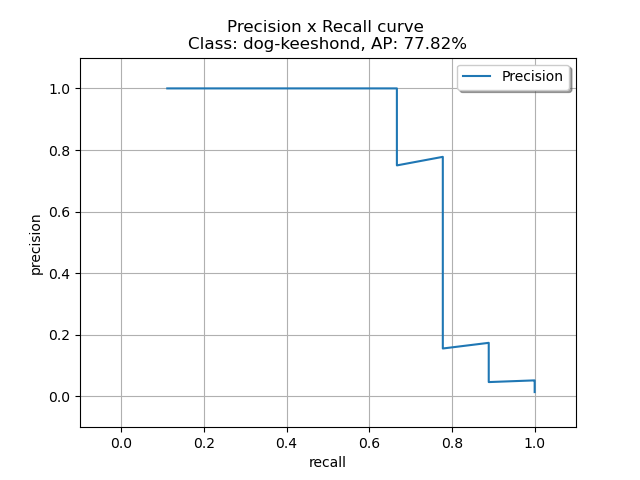 Precision x Recall curve
Class: dog-keeshond, AP: 77.82%
Precision
1.0
0.8
0.6
0.4
0.2
0.0
precision
0.0 0.2 0.4 0.6 0.8 1.0
recall